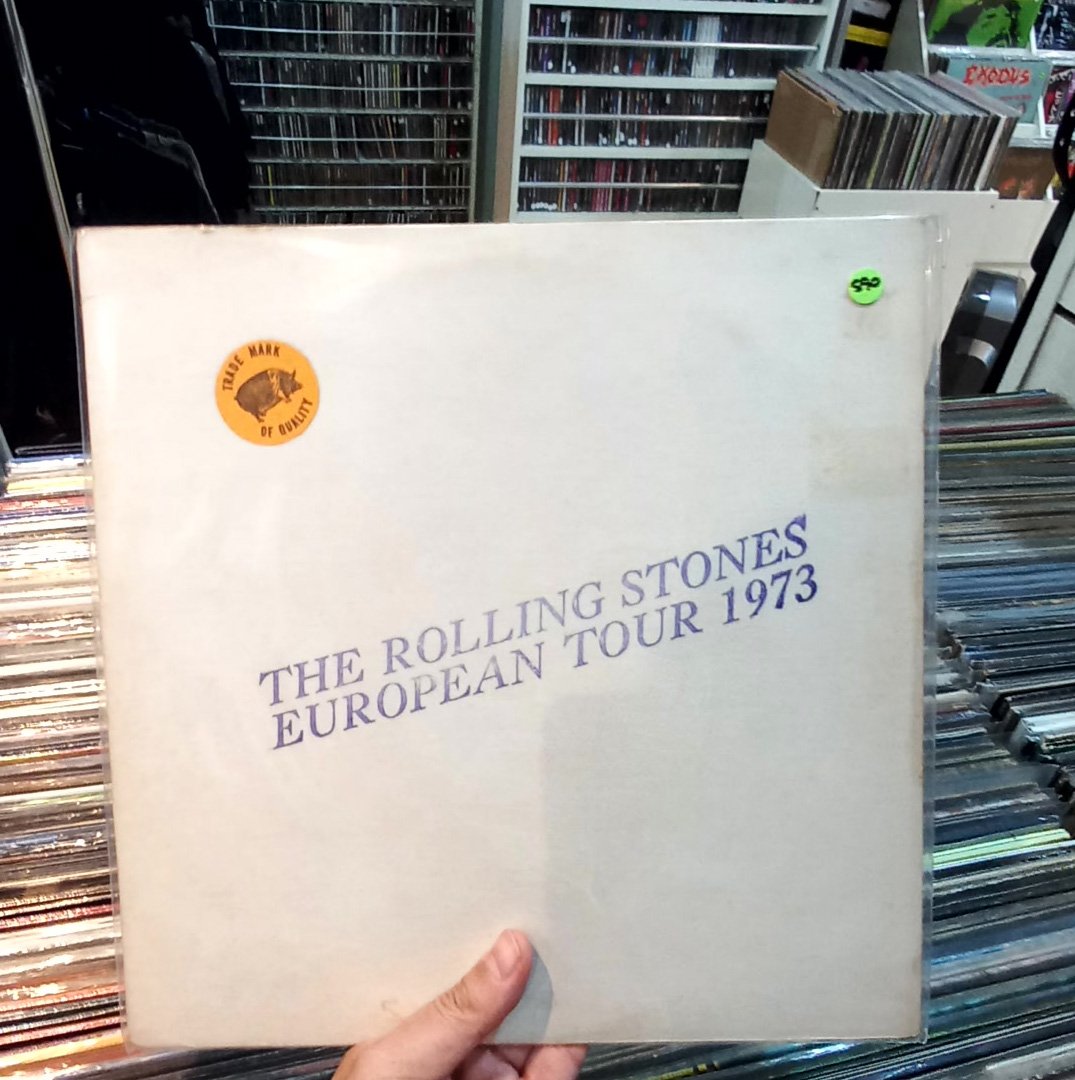 EXODUS
TRADE MARK
OF QUALITY
THE ROLLING STONES
EUROPEAN TOUR 1973